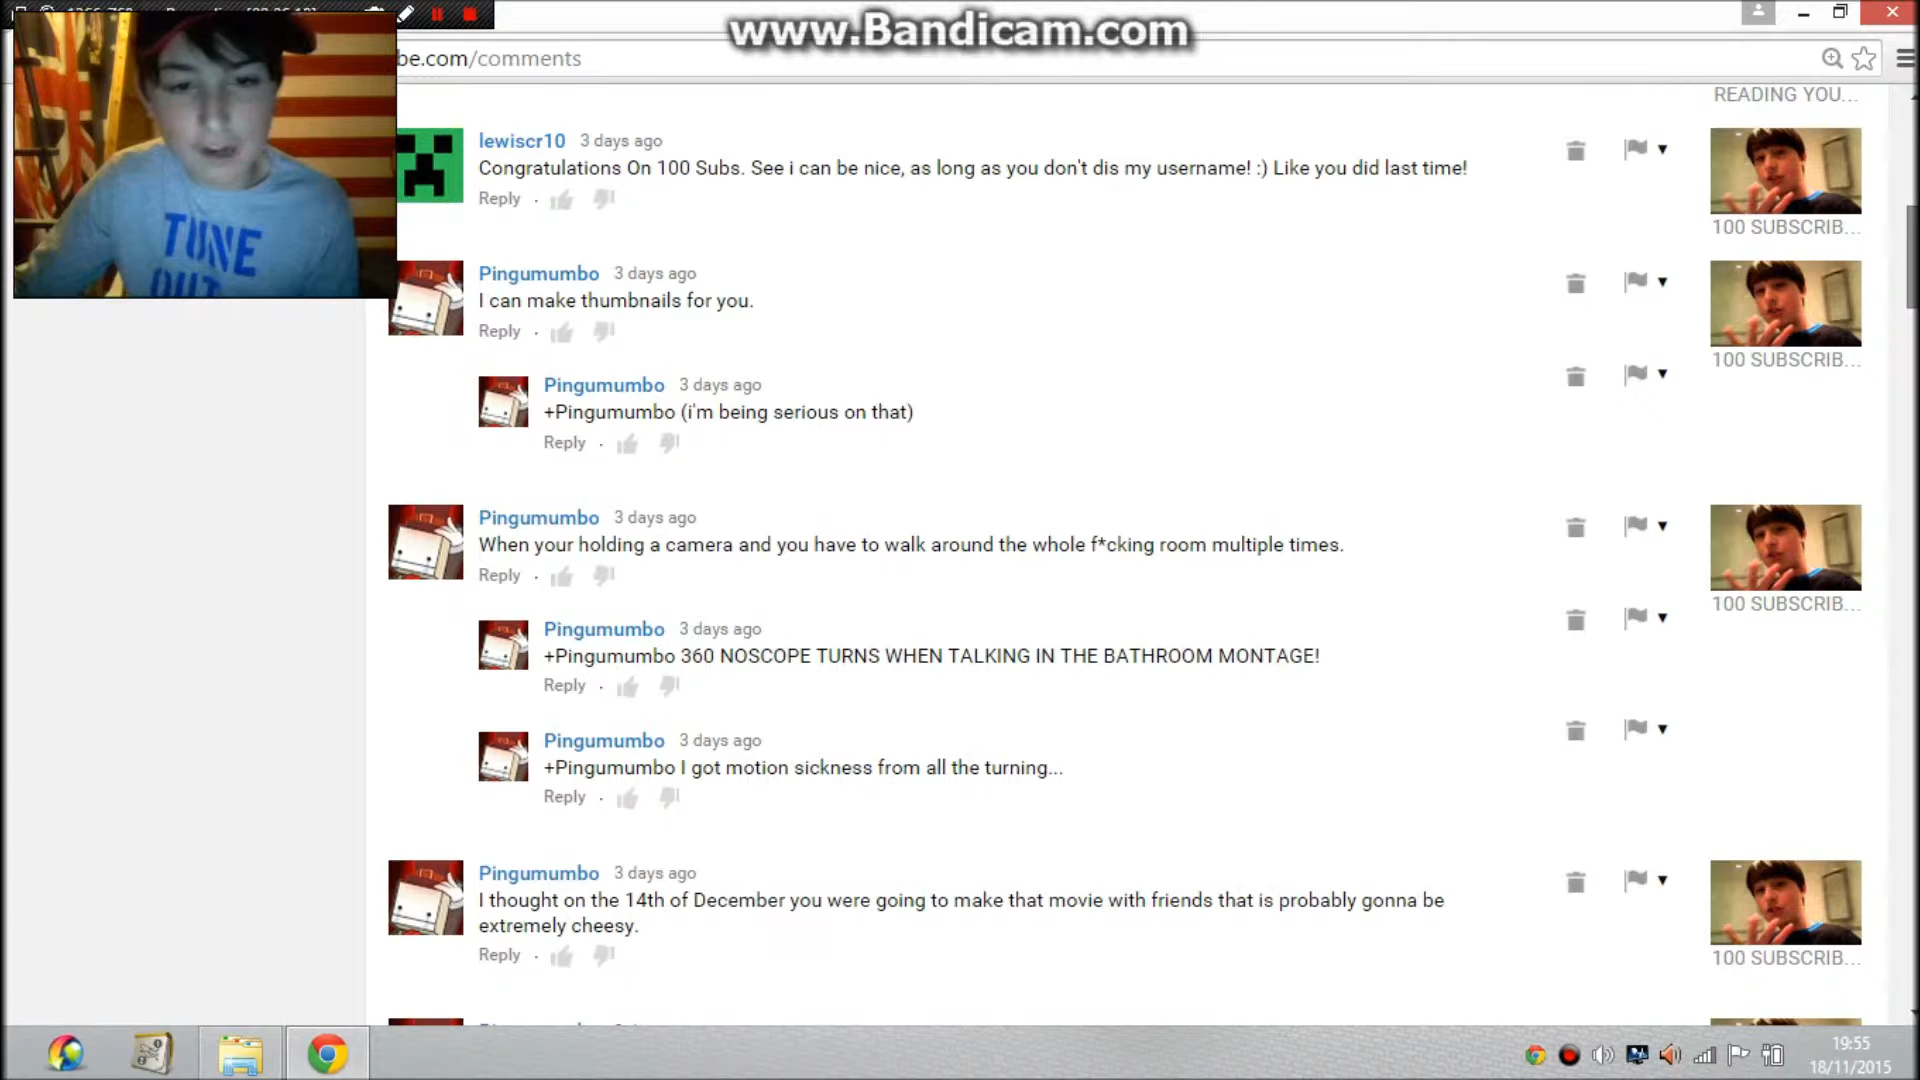 www.Bandicam.com
be.com/comments
READING YOU...
lewiscr10 3 days ago
Congratulations On 100 Subs. See i can be nice, as long as you don't dis my username! :) Like you did last time!
Reply
100 SUBSCRIB...
TUNE
OUT
Pingumumbo 3 days ago
I can make thumbnails for you.
Reply
100 SUBSCRIB...
Pingumumbo 3 days ago
+Pingumumbo (i'm being serious on that)
Reply
Pingumumbo 3 days ago
When your holding a camera and you have to walk around the whole f*cking room multiple times.
Reply
100 SUBSCRIB...
Pingumumbo 3 days ago
+Pingumumbo 360 NOSCOPE TURNS WHEN TALKING IN THE BATHROOM MONTAGE!
Reply
Pingumumbo 3 days ago
+Pingumumbo I got motion sickness from all the turning...
Reply
Pingumumbo 3 days ago
I thought on the 14th of December you were going to make that movie with friends that is probably gonna be
extremely cheesy.
Reply
100 SUBSCRIB...
19:55
18/11/2015